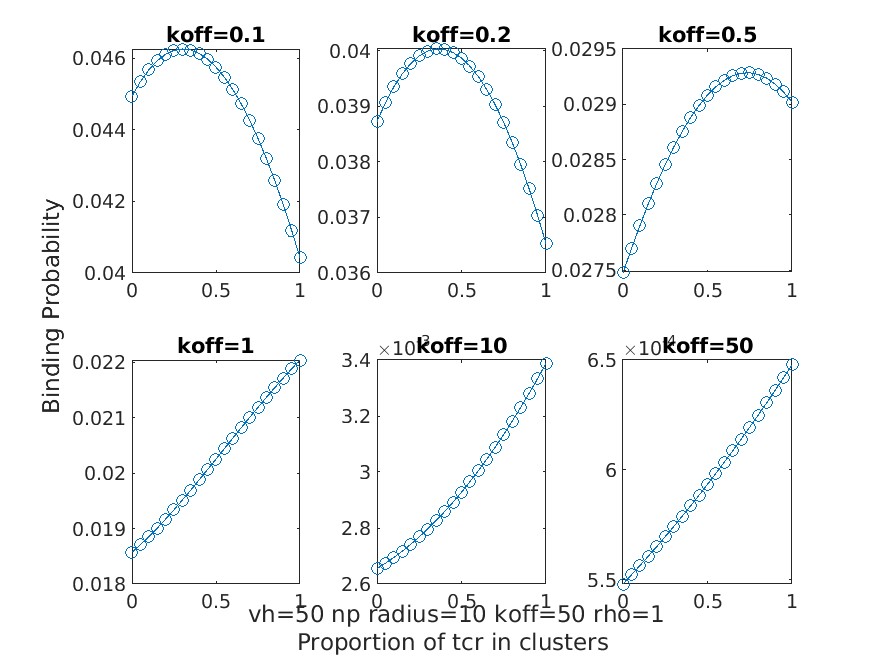 koff=0.1 koff=0.2 koff=0.5
0.046 0.04 0.0295
0.044 0.039 0.029
0.042 0.038 0.0285
0.04 0.037 0.028
0.036 0.0275
0 0.5 1 0 0.5 1 0 0.5 1
Binding Probability
koff=1 ×10 koff=10 ×10 koff=50
0.022 3.4 6.5
0.021 3.2
0.02 3 6
0.019 2.8
0.018 2.6 5.5
0 0.5 1 0 0.5 1 0 0.5 1
vh=50 np radius=10 koff=50 rho=1
Proportion of tcr in clusters